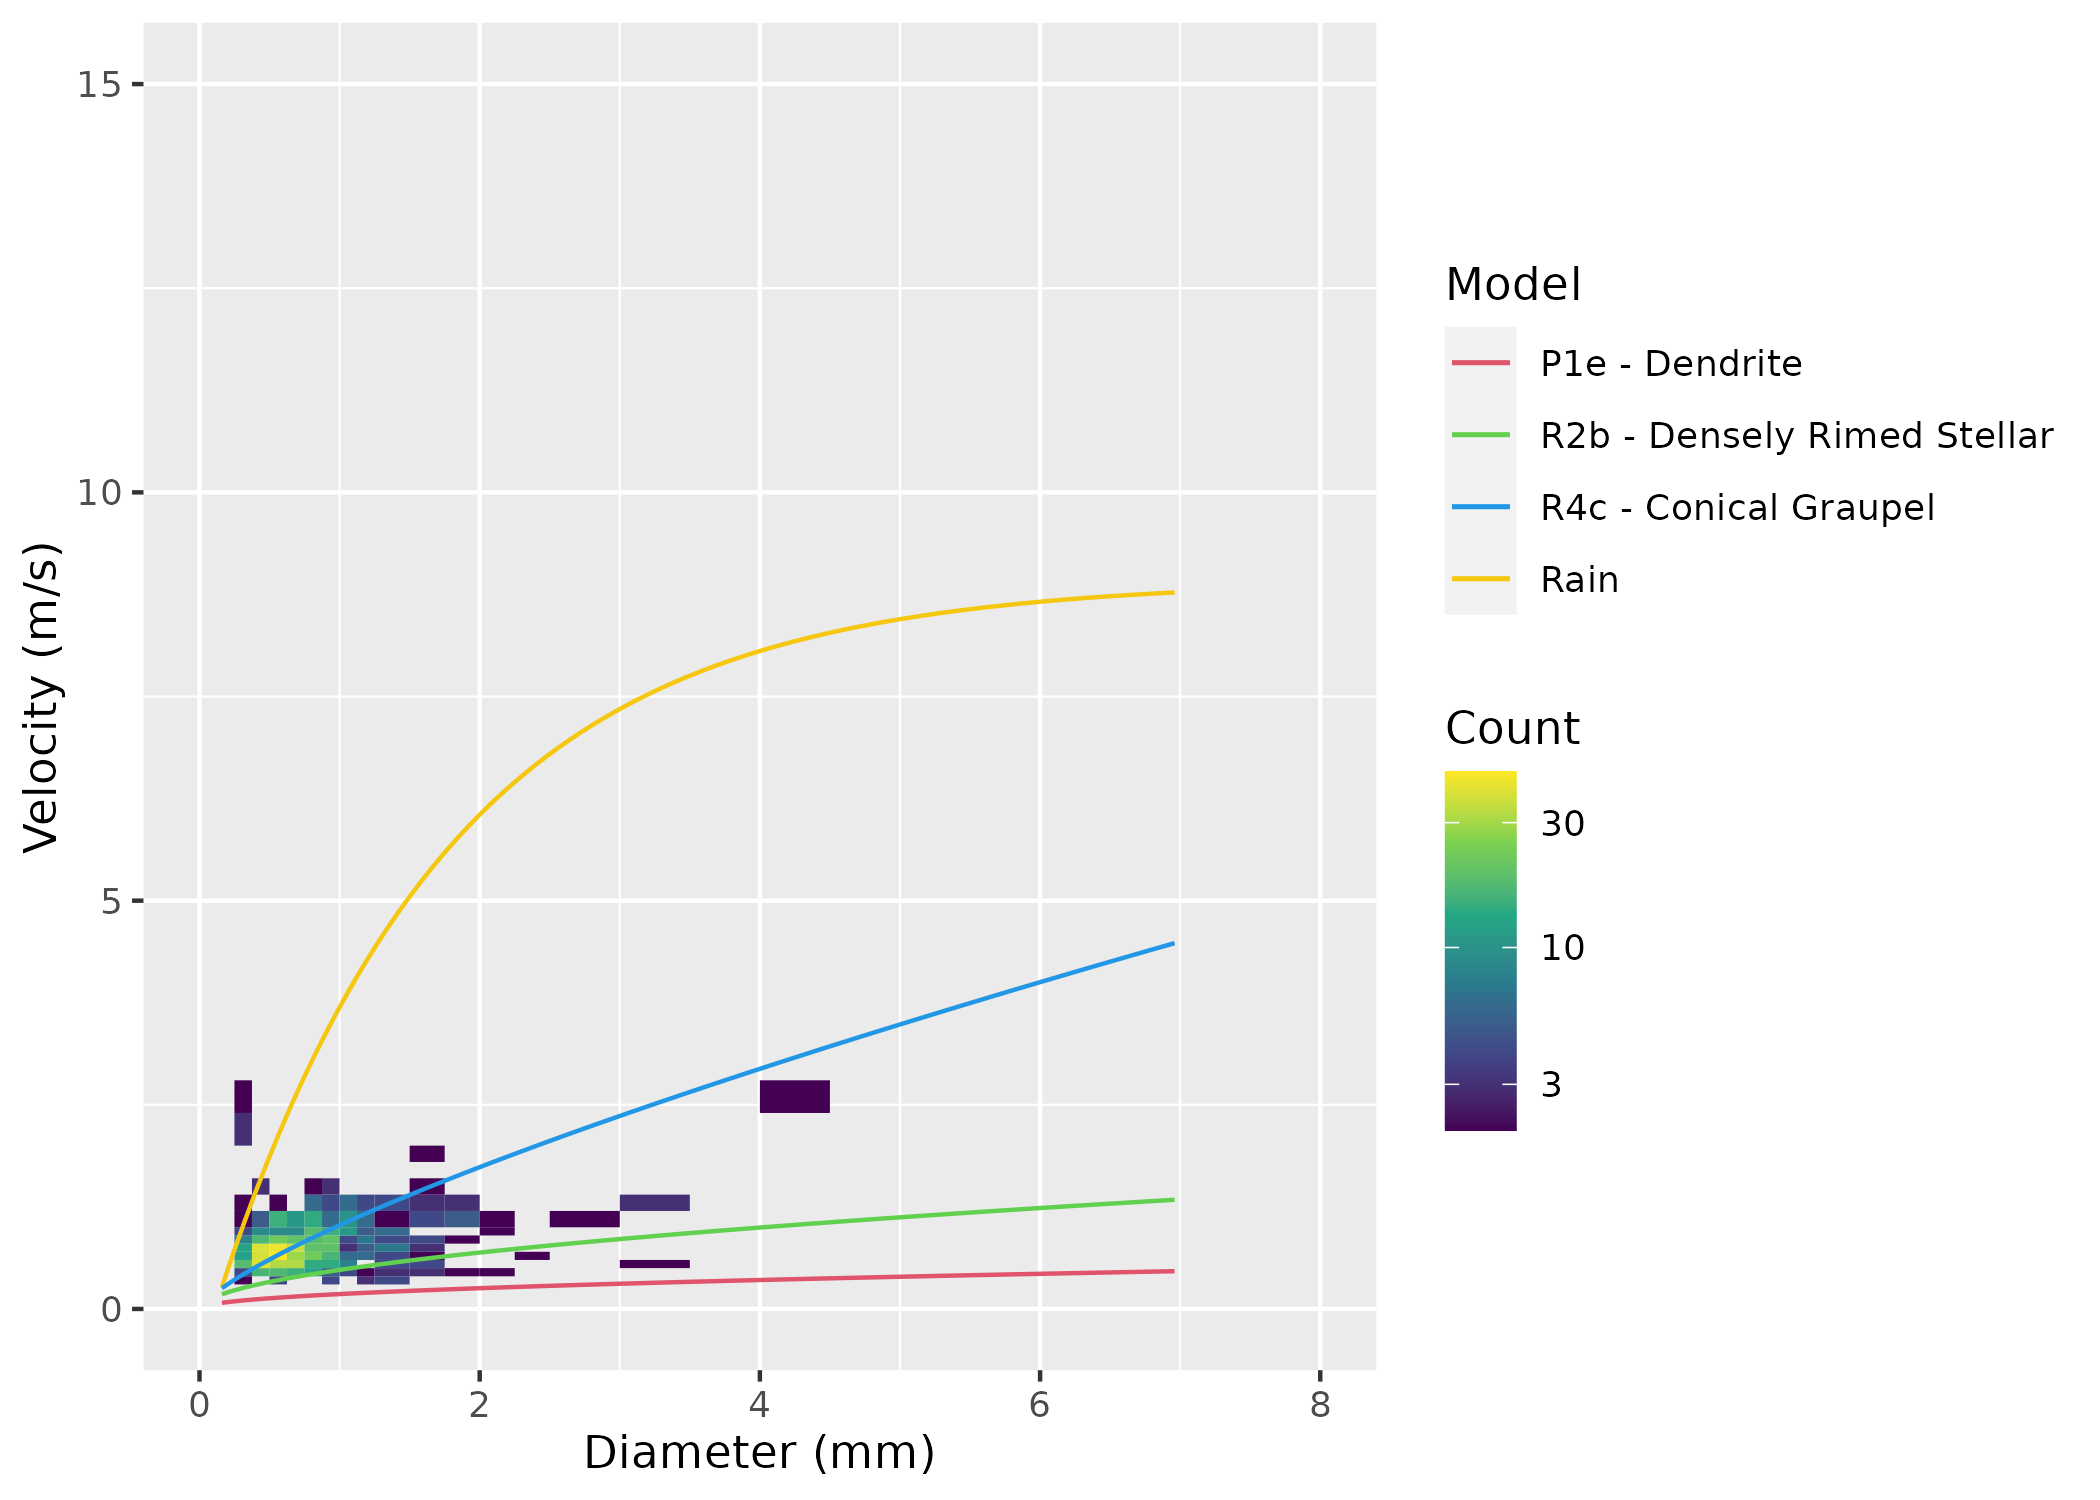 15
10
5
0
Velocity (m/s)
0 2 4 6 8
Diameter (mm)
Model
P1e - Dendrite
R2b - Densely Rimed Stellar
R4c - Conical Graupel
Rain
Count
30
10
3